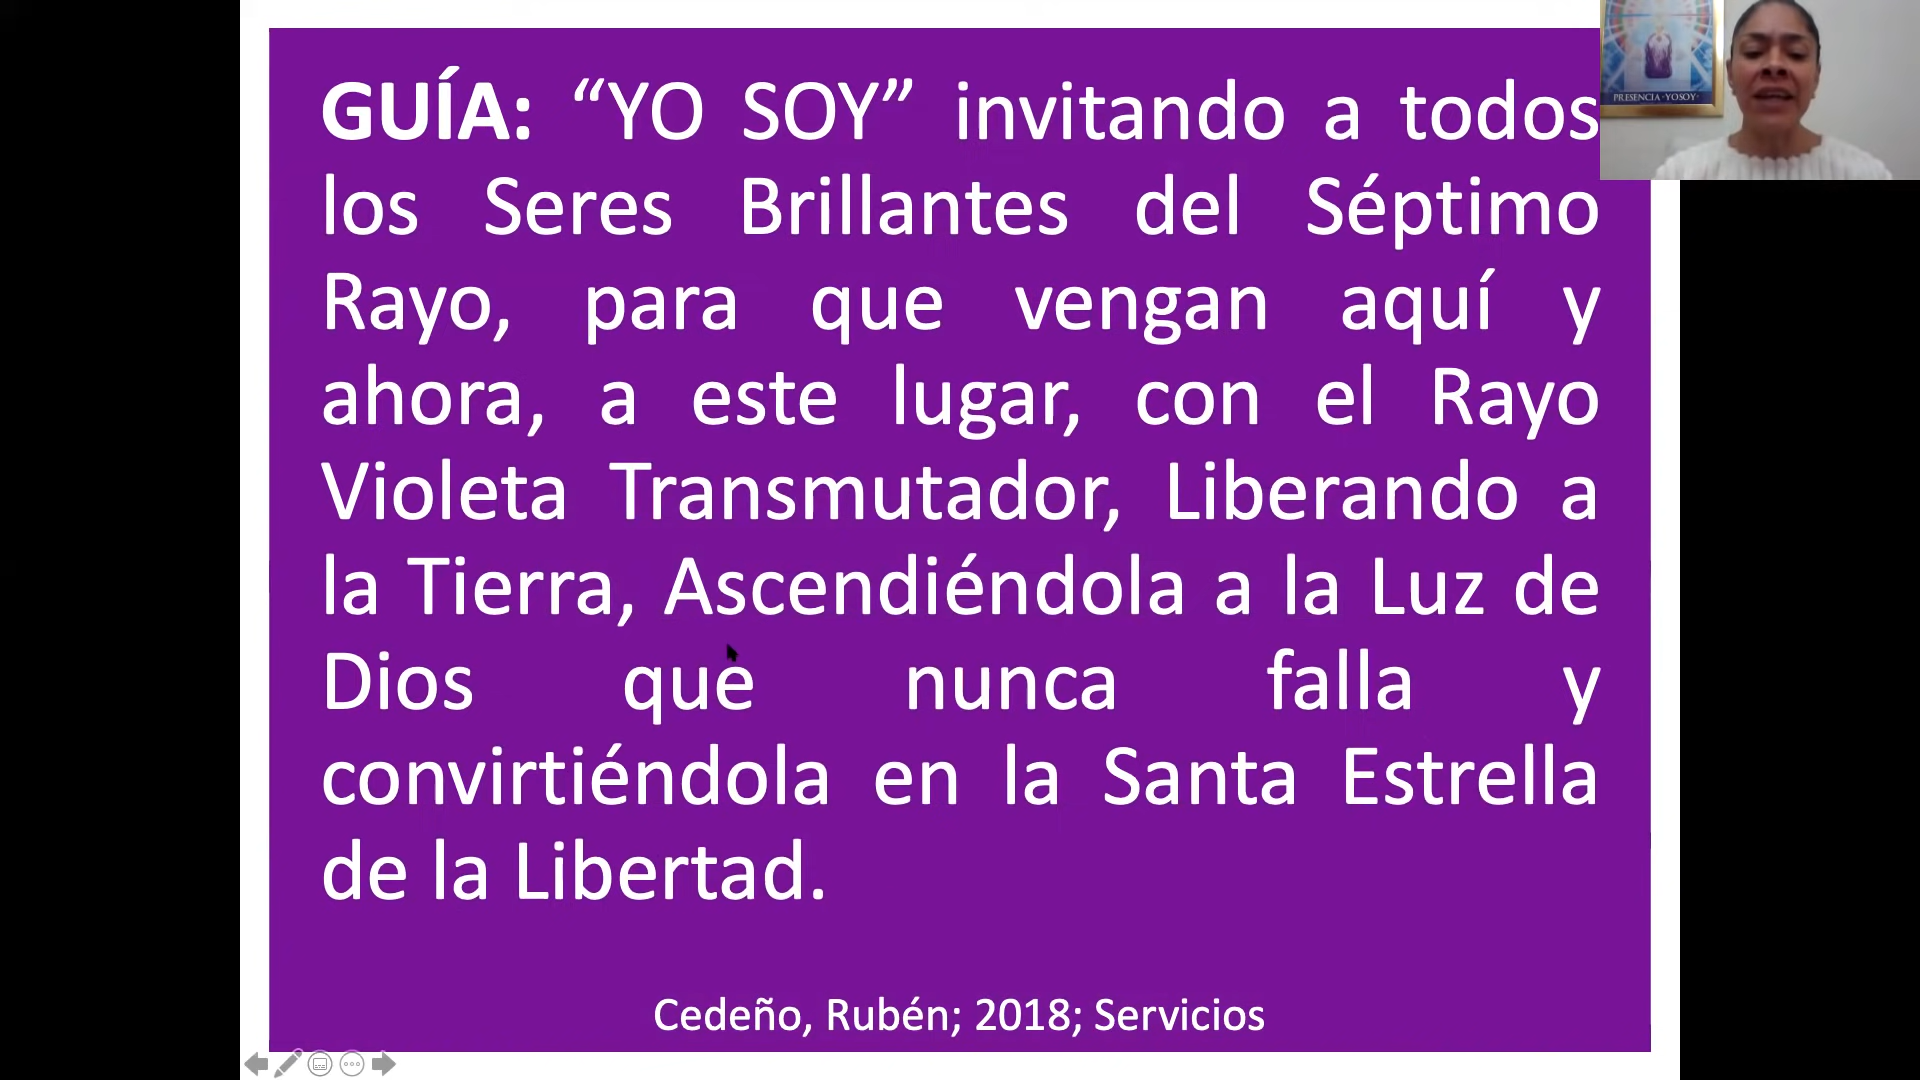 GUÍA: “YO SOY” invitando a todos
los Seres Brillantes del Séptimo
Rayo, para que vengan aquí y
ahora, a este lugar, con el Rayo
Violeta Transmutador, Liberando a
la Tierra, Ascendiéndola a la Luz de
Dios que nunca falla y
convirtiéndola en la Santa Estrella
de la Libertad.
Cedeño, Rubén; 2018; Servicios
PRESENCIA "YO SOY"